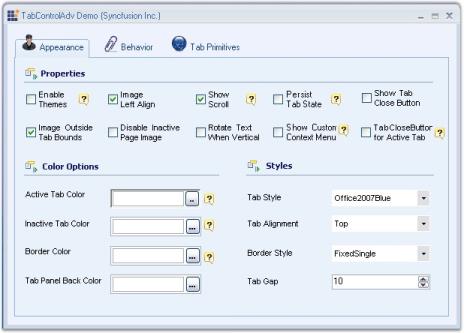 TabControlAdv Demo (Syncfusion Inc.)
Appearance Behavior Tab Primitives
Properties
Enable Themes
Image Left Align
Show Scroll
Persist Tab State
Show Tab Close Button
Image Outside Tab Bounds
Disable Inactive Page Image
Rotate Text When Vertical
Show Custom Context Menu
TabCloseButton for Active Tab
Color Options
Styles
Active Tab Color ..
Tab Style Office2007Blue
Inactive Tab Color ...
Tab Alignment Top
Border Color ...
Border Style FixedSingle
Tab Panel Back Color ...
Tab Gap 10